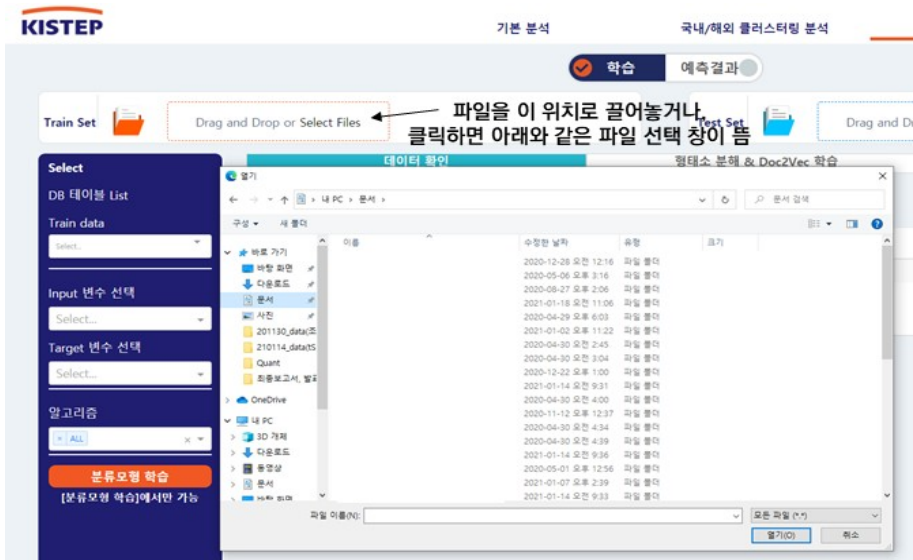 KISTEP
기본 분석
국내/해외 클러스터링 분석
학습
예측결과
Train Set
Drag and Drop or Select Files
파일을 이 위치로 끌어놓거나,
클릭하면 아래와 같은 파일 선택 창이 뜸
Test Set
Drag and D
데이터 확인
형태소 분해 & Doc2Vec 학습
Select
DB 테이블 List
Train data
Select..
Input 변수 선택
Select...
Target 변수 선택
Select...
알고리즘
× ALL
분류모형 학습
[분류모형 학습]에서만 가능
열기
내 PC > 문서 >
문서 검색
구성
새 폴더
이름
수정한 날짜
유형
크기
바로 가기
바탕 화면
다운로드
문서
사진
201130_data(조
210114_data(tS
Quant
최종보고서, 발표
OneDrive
내 PC
3D 개체
다운로드
동영상
문서
바탕 화면
2020-12-28 오전 12:16 파일 폴더
2020-05-06 오후 3:16 파일 폴더
2020-08-27 오후 2:06 파일 폴더
2021-01-18 오전 11:06 파일 폴더
2020-04-29 오후 6:03 파일 폴더
2021-01-02 오후 11:22 파일 폴더
2020-04-30 오전 2:45 파일 폴더
2020-04-30 오전 3:04 파일 폴더
2020-12-22 오후 1:00 파일 폴더
2021-01-14 오전 9:31 파일 폴더
2020-04-30 오전 4:00 파일 폴더
2020-11-12 오후 12:37 파일 폴더
2020-04-30 오전 4:34 파일 폴더
2020-04-30 오전 4:39 파일 폴더
2021-01-14 오전 9:36 파일 폴더
2020-05-01 오후 12:56 파일 폴더
2021-01-07 오후 2:39 파일 폴더
2021-01-14 오전 9:33 파일 폴더
파일 이름(N):
모든 파일 (*.*)
열기(O)
취소